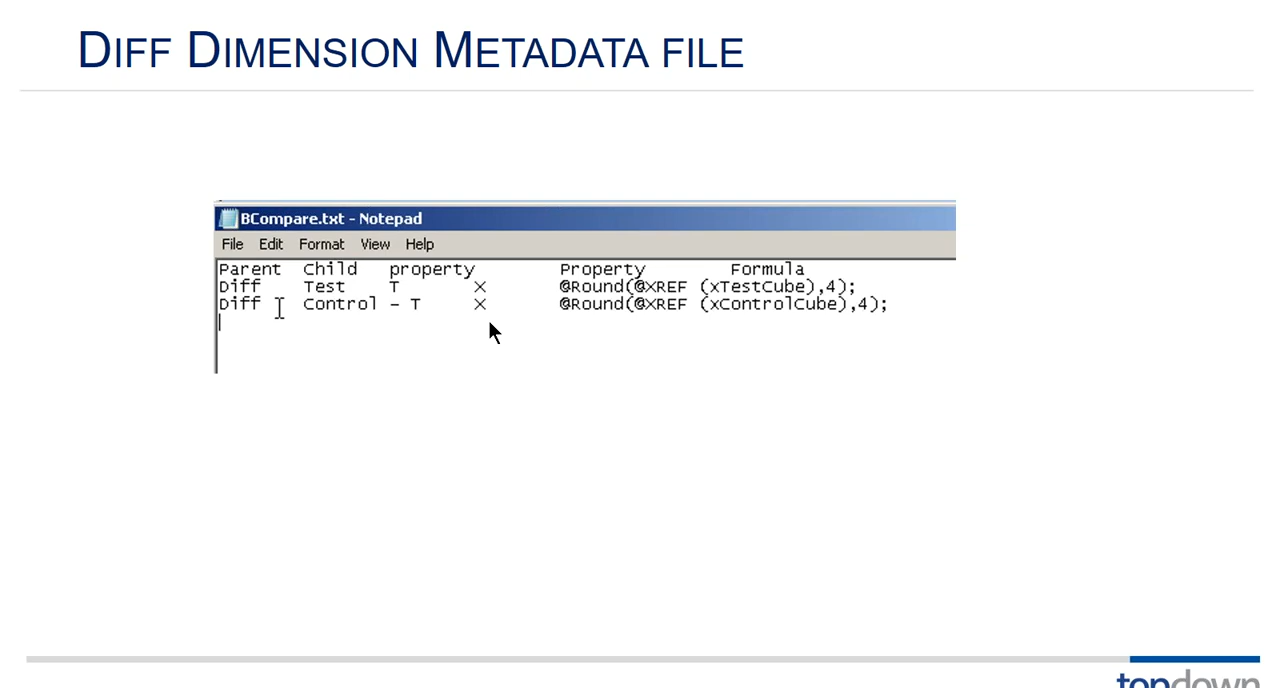 DIFF DIMENSION METADATA FILE
BCompare.txt - Notepad
File Edit Format View Help
Parent Child property Property Formula
Diff Test T X @Round(@XREF (xTestCube),4);
Diff Control - T X @Round(@XREF (xControlCube),4);
topdown